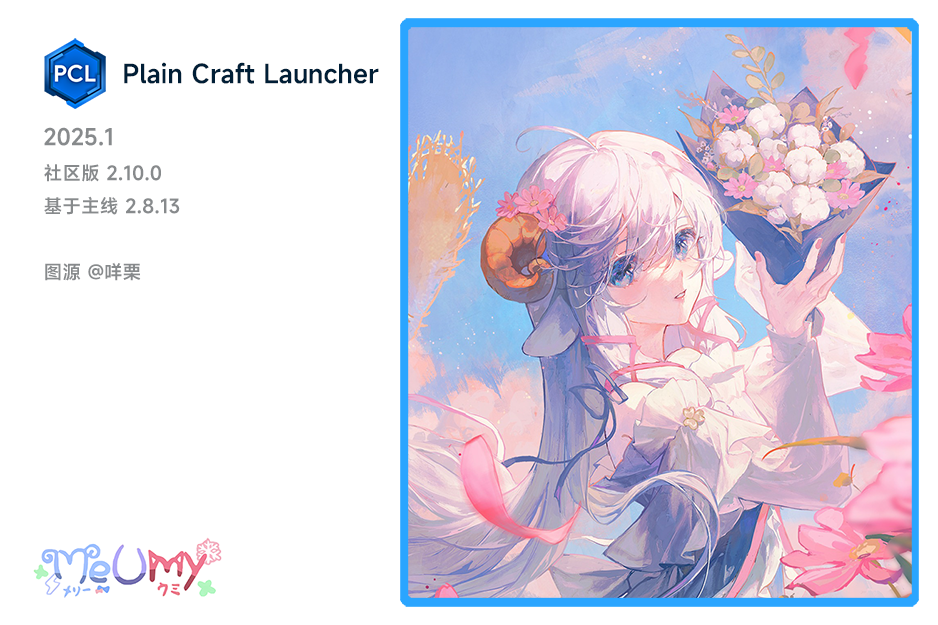 PCL
Plain Craft Launcher
2025.1
社区版 2.10.0
基于主线 2.8.13
图源 @咩栗
MeUmy
メリー
ウミ